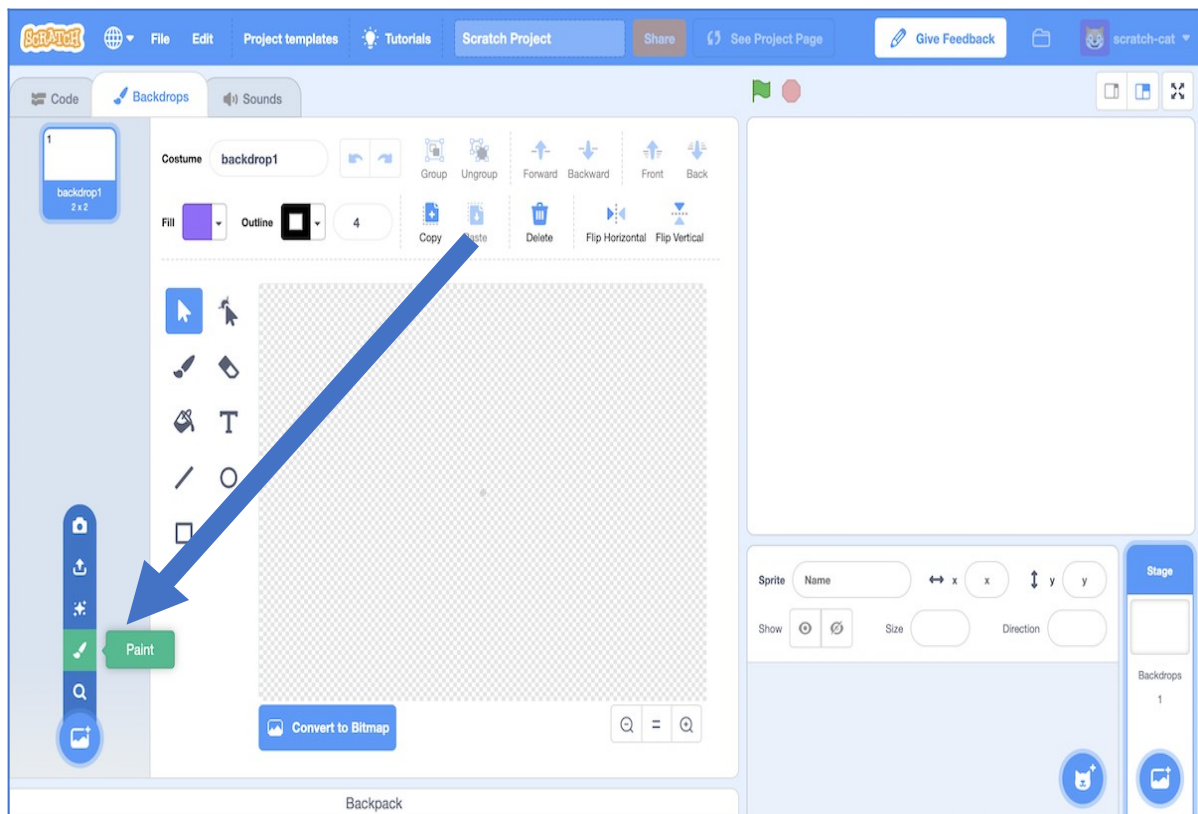 SCRATCH File Edit Project templates Tutorials Scratch Project Share See Project Page Give Feedback scratch-cat
Code Backdrops Sounds
1
backdrop1
2 x 2
Costume backdrop1
Group Ungroup Forward Backward Front Back
Fill Outline 4
Copy Paste Delete Flip Horizontal Flip Vertical
T
Paint
Convert to Bitmap
Sprite Name x x y y
Show Size Direction
Stage
Backdrops
1
Backpack